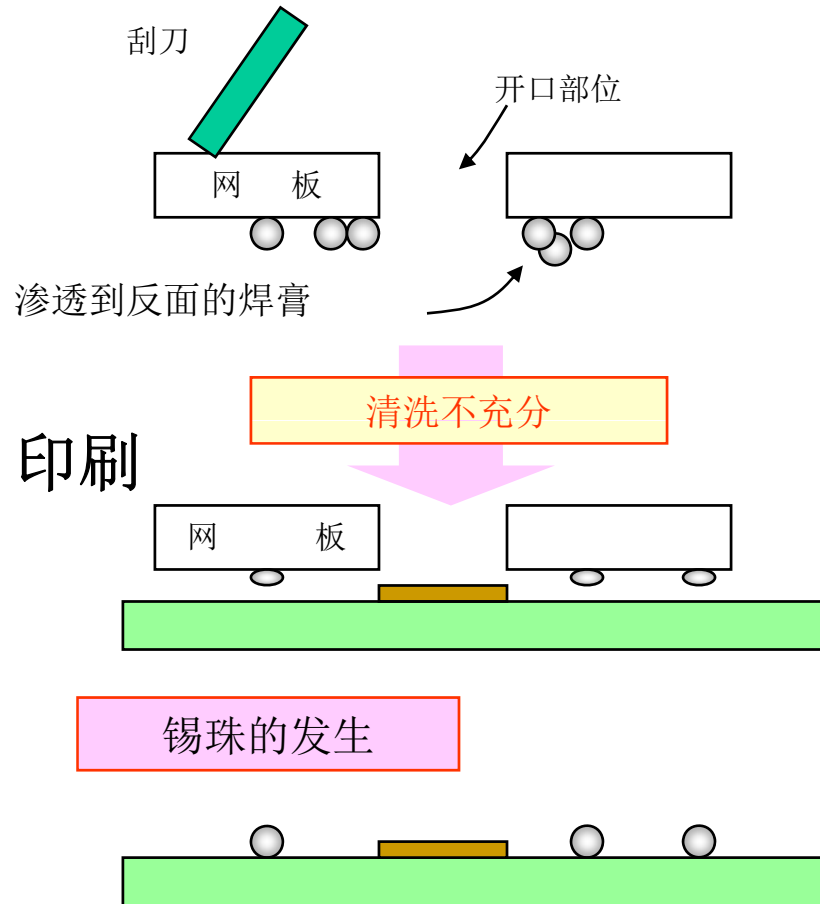 刮刀
开口部位
网 板
渗透到反面的焊膏
清洗不充分
印刷
网 板
锡珠的发生